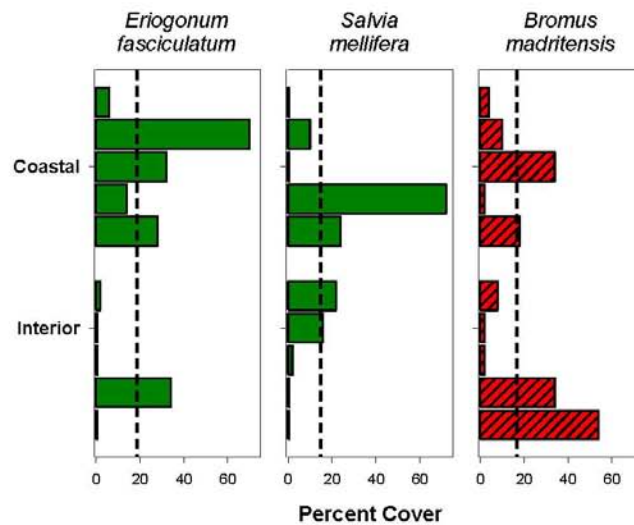 Eriogonum fasciculatum
Salvia mellifera
Bromus madritensis
Coastal
Interior
0 20 40 60
0 20 40 60
0 20 40 60
Percent Cover